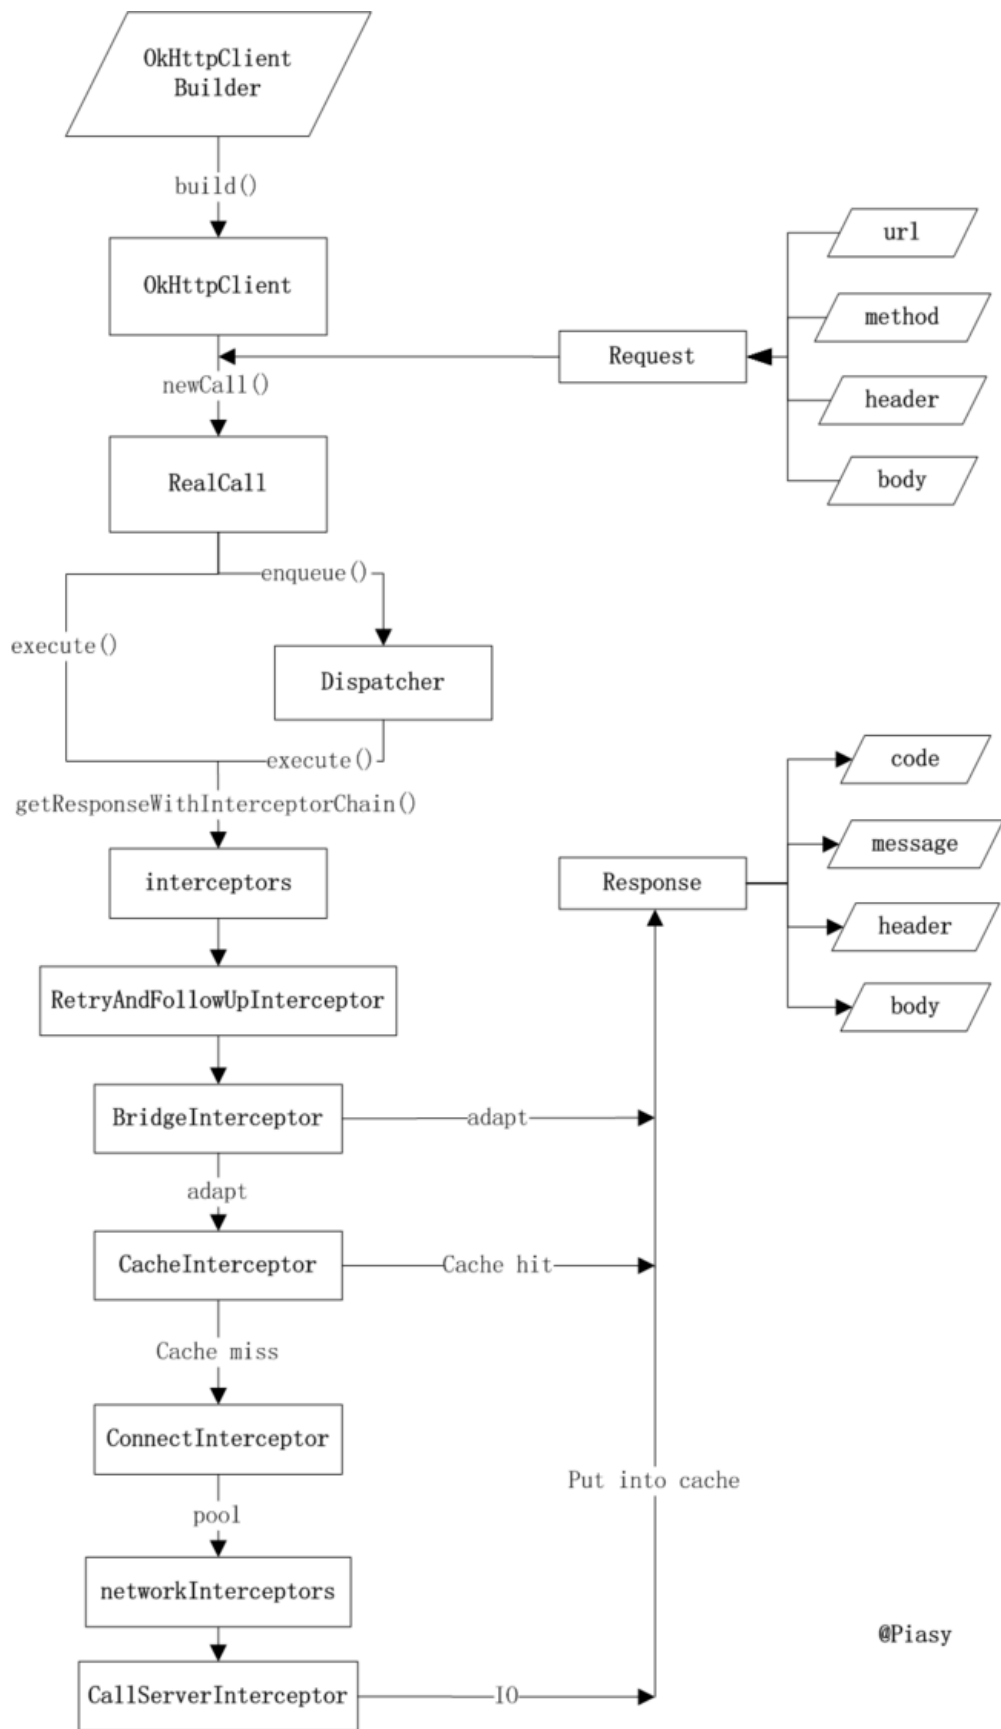 OkHttpClient
Builder
build()
OkHttpClient
url
method
Request
header
newCall()
body
RealCall
enqueue()
execute()
Dispatcher
execute()
getResponseWithInterceptorChain()
code
message
interceptors
Response
header
RetryAndFollowUpInterceptor
body
BridgeInterceptor
adapt
adapt
CacheInterceptor
Cache hit
Cache miss
ConnectInterceptor
Put into cache
pool
networkInterceptors
@Piasy
CallServerInterceptor
IO